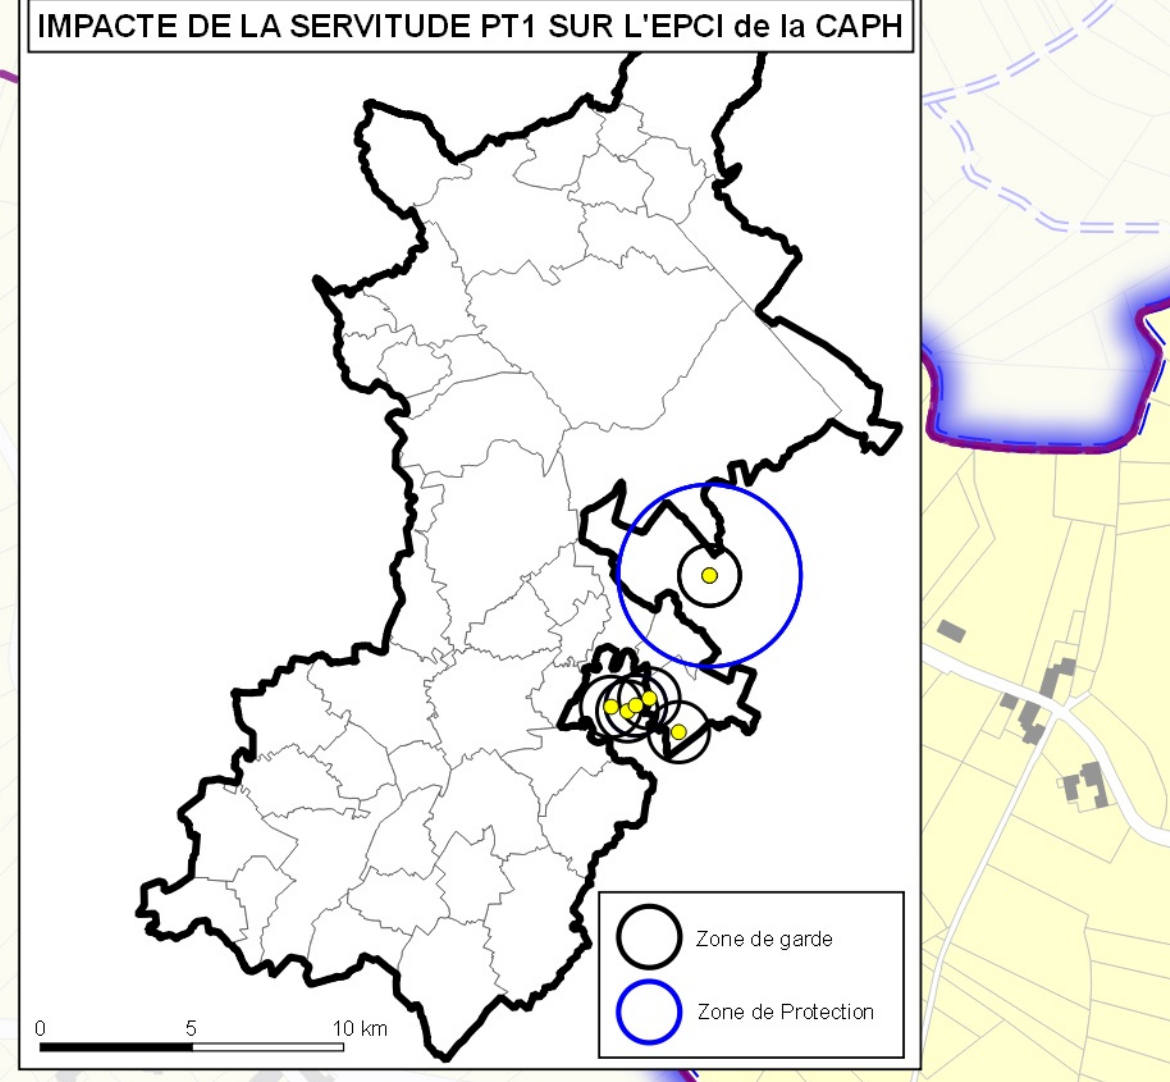 IMPACTE DE LA SERVITUDE PT1 SUR L'EPCI de la CAPH
Zone de garde
Zone de Protection
0 5 10 km